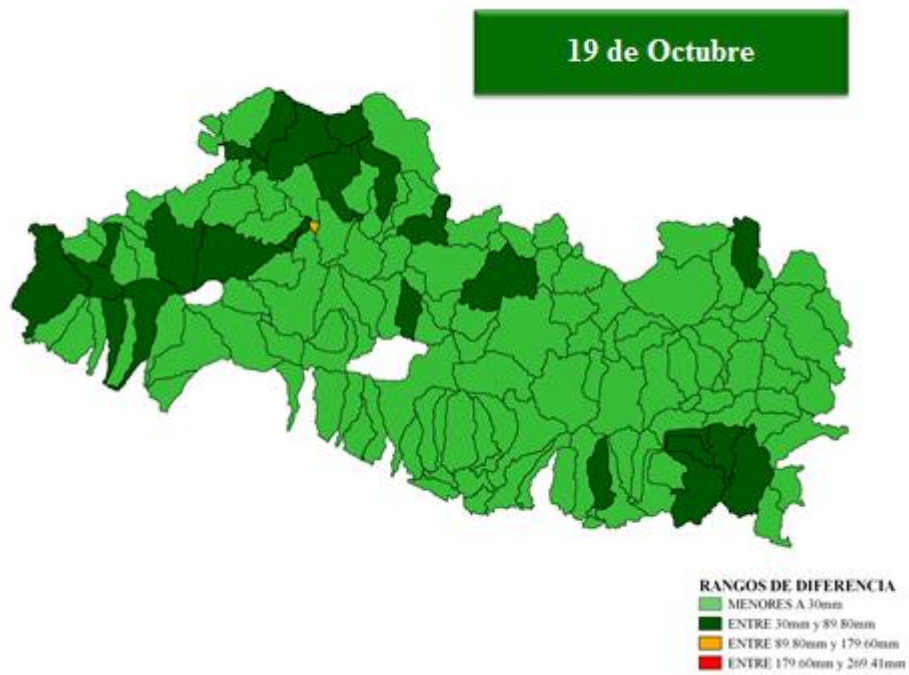 19 de Octubre
RANGOS DE DIFERENCIA
MENORES A 30mm
ENTRE 30mm y 89.80mm
ENTRE 89.80mm y 179.60mm
ENTRE 179.60mm y 269.41mm